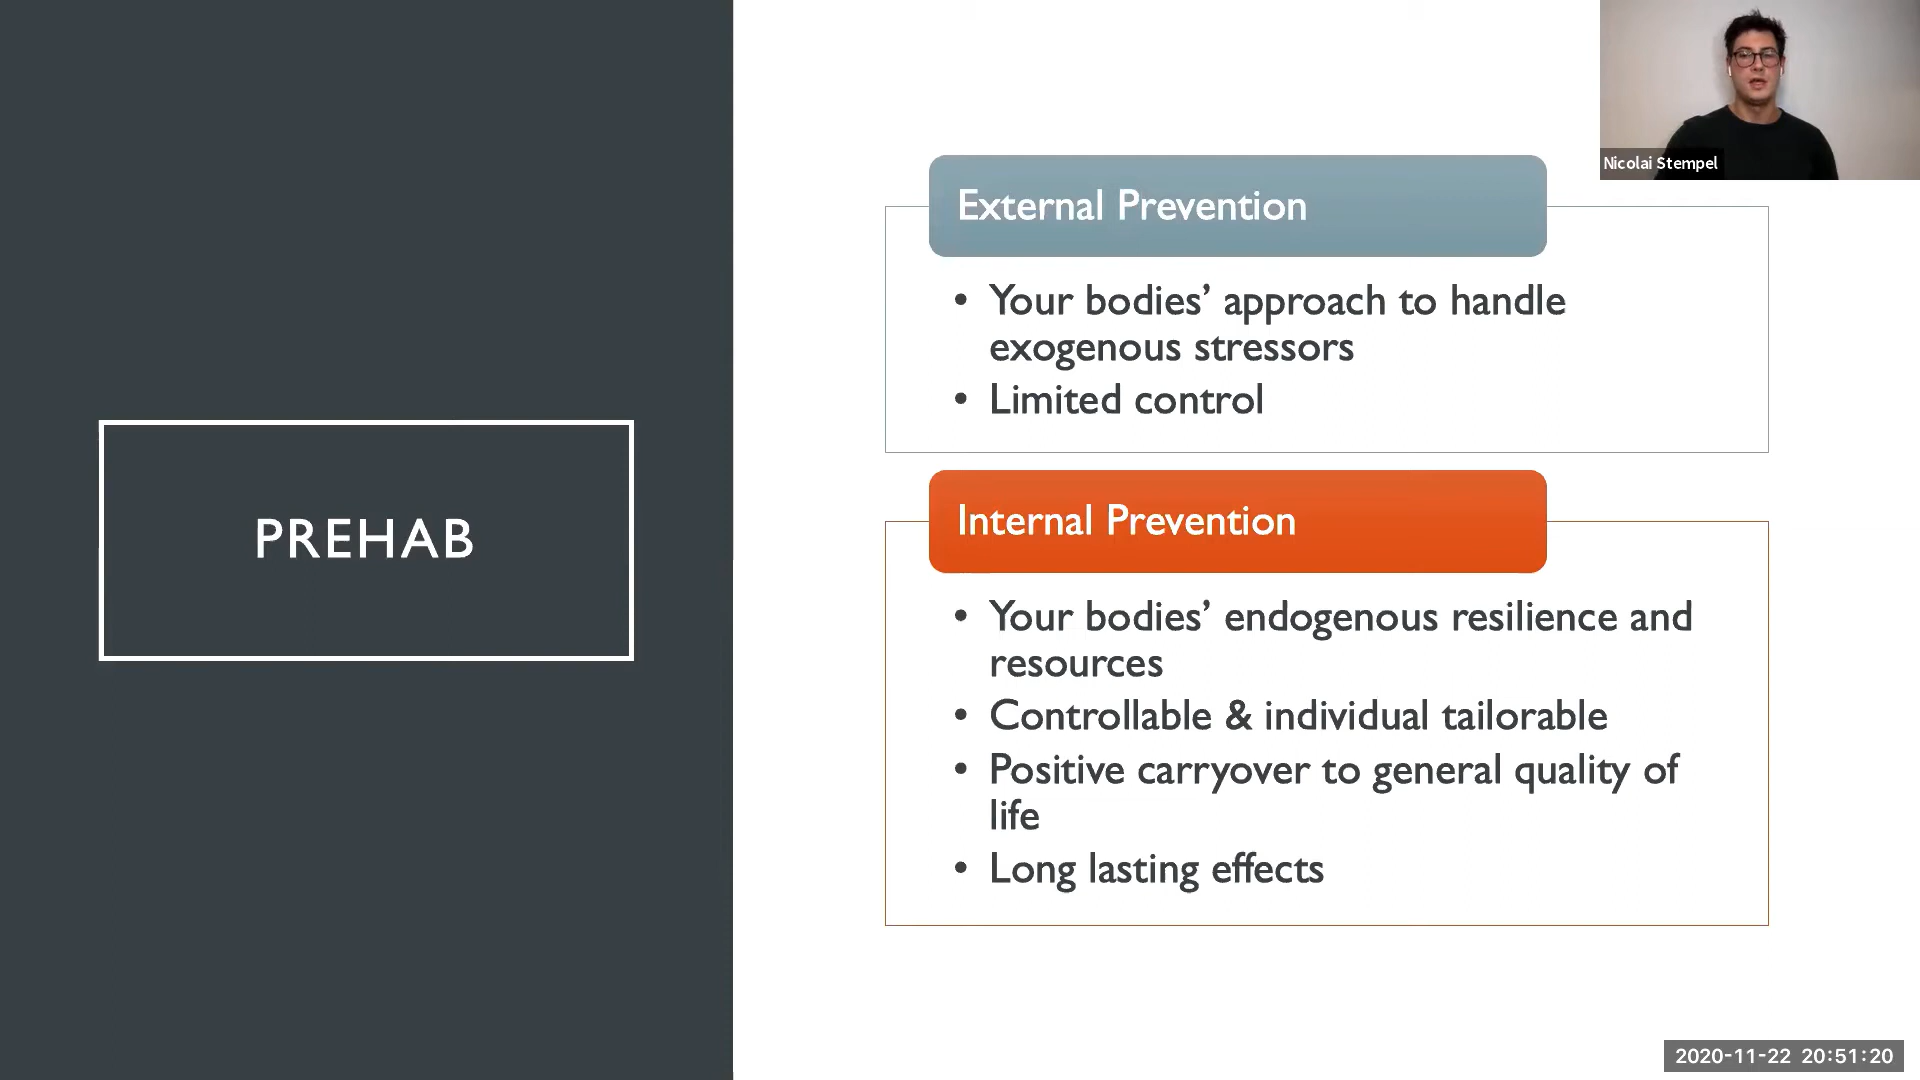 Nicolai Stempel
External Prevention
• Your bodies’ approach to handle
exogenous stressors
• Limited control
PREHAB
Internal Prevention
• Your bodies’ endogenous resilience and
resources
• Controllable & individual tailorable
• Positive carryover to general quality of
life
• Long lasting effects
2020-11-22 20:51:20